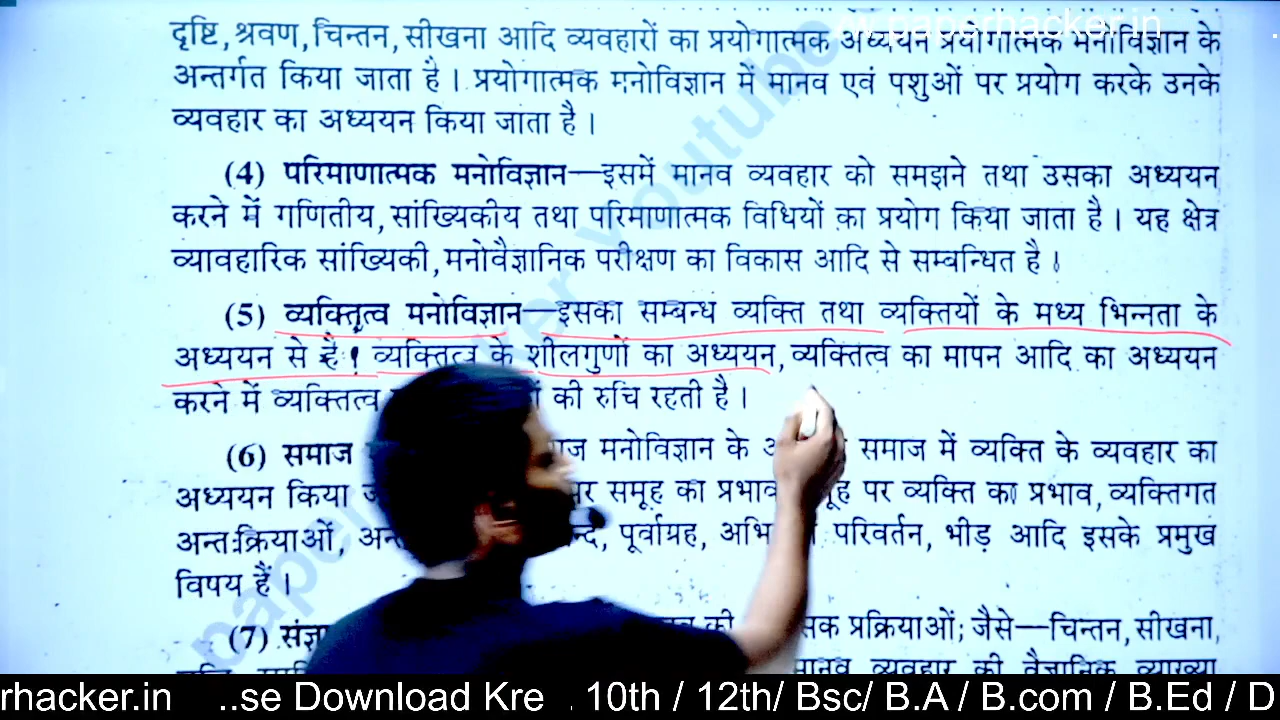 w.paperhacker.in
दृष्टि, श्रवण, चिन्तन, सीखना आदि व्यवहारों का प्रयोगात्मक अध्ययन प्रयोगात्मक मनोविज्ञान के
अन्तर्गत किया जाता है। प्रयोगात्मक मनोविज्ञान में मानव एवं पशुओं पर प्रयोग करके उनके
व्यवहार का अध्ययन किया जाता है।
(4) परिमाणात्मक मनोविज्ञान—इसमें मानव व्यवहार को समझने तथा उसका अध्ययन
करने में गणितीय, सांख्यिकीय तथा परिमाणात्मक विधियों का प्रयोग किया जाता है। यह क्षेत्र
व्यावहारिक सांख्यिकी, मनोवैज्ञानिक परीक्षण का विकास आदि से सम्बन्धित है।
(5) व्यक्तित्व मनोविज्ञान—इसका सम्बन्ध व्यक्ति तथा व्यक्तियों के मध्य भिन्नता के
अध्ययन से है। व्यक्तित्व के शीलगुणों का अध्ययन, व्यक्तित्व का मापन आदि का अध्ययन
करने में व्यक्तित्व की रुचि रहती है।
(6) समाज मनोविज्ञान के समाज में व्यक्ति के व्यवहार का
अध्ययन किया समूह का प्रभाव पर व्यक्ति का प्रभाव, व्यक्तिगत
अन्तःक्रियाओं, पूर्वाग्रह, परिवर्तन, भीड़ आदि इसके प्रमुख
विषय हैं।
(7) प्रक्रियाओं; जैसे—चिन्तन, सीखना,
मानव व्यवहार की वैज्ञानिक व्याख्या
rhacker.in ..se Download Kre . 10th / 12th/ Bsc/ B.A / B.com / B.Ed / D